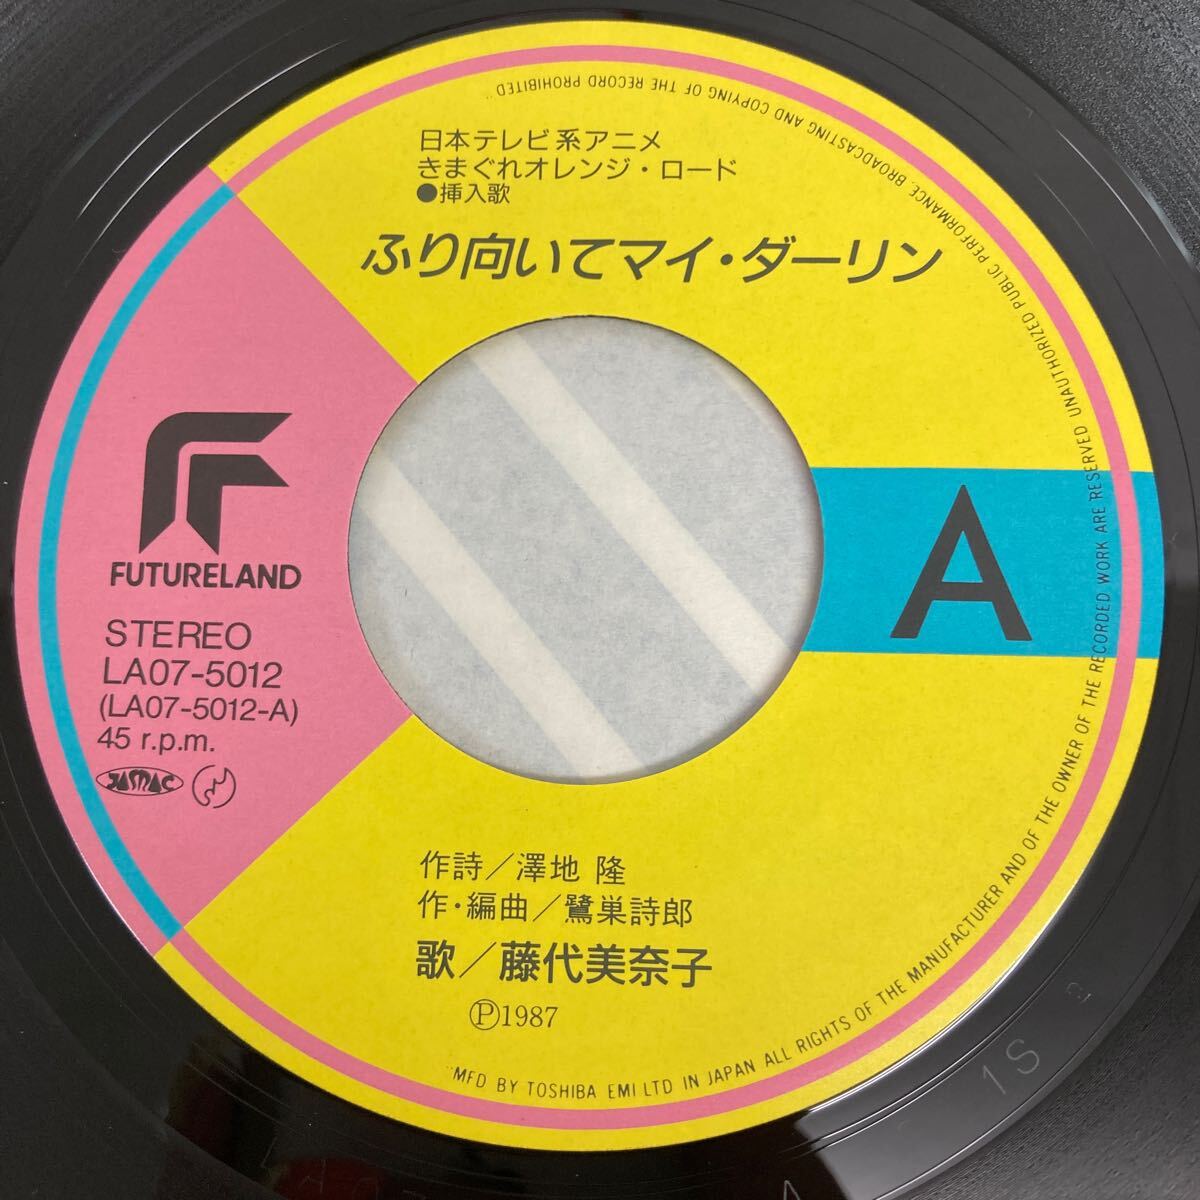 日本テレビ系アニメ
きまぐれオレンジ・ロード
●挿入歌
ふり向いてマイ・ダーリン
FUTURELAND
STEREO
LA07-5012
(LA07-5012-A)
45 r.p.m.
JASRAC
A
作詩／澤地 隆
作・編曲／鷺巣詩郎
歌／藤代美奈子
Ⓟ1987
"MFD BY TOSHIBA EMI LTD IN JAPAN ALL RIGHTS OF THE MANUFACTURER AND OF THE OWNER OF THE RECORDED WORK ARE RESERVED UNAUTHORIZED PUBLIC PERFORMANCE, BROADCASTING AND COPYING OF THE RECORD PROHIBITED"
1S